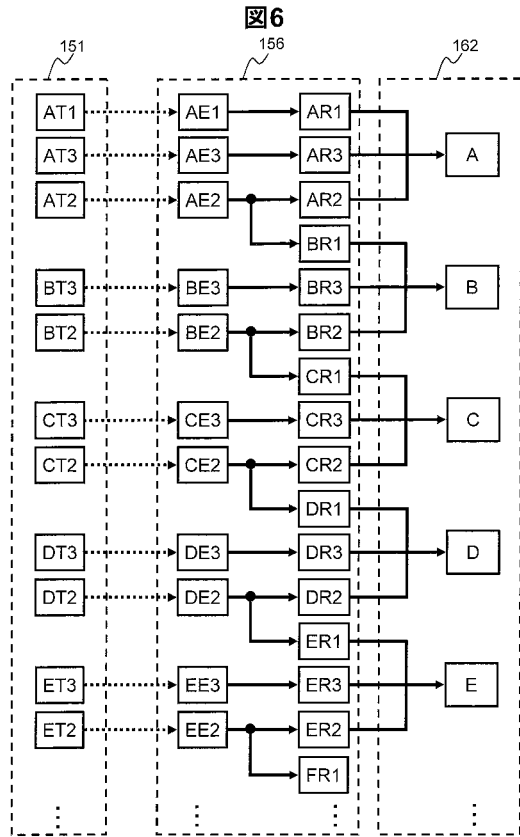 図6
151 156 162
AT1 AE1 AR1
AT3 AE3 AR3 A
AT2 AE2 AR2
BR1
BT3 BE3 BR3 B
BT2 BE2 BR2
CR1
CT3 CE3 CR3 C
CT2 CE2 CR2
DR1
DT3 DE3 DR3 D
DT2 DE2 DR2
ER1
ET3 EE3 ER3 E
ET2 EE2 ER2
FR1